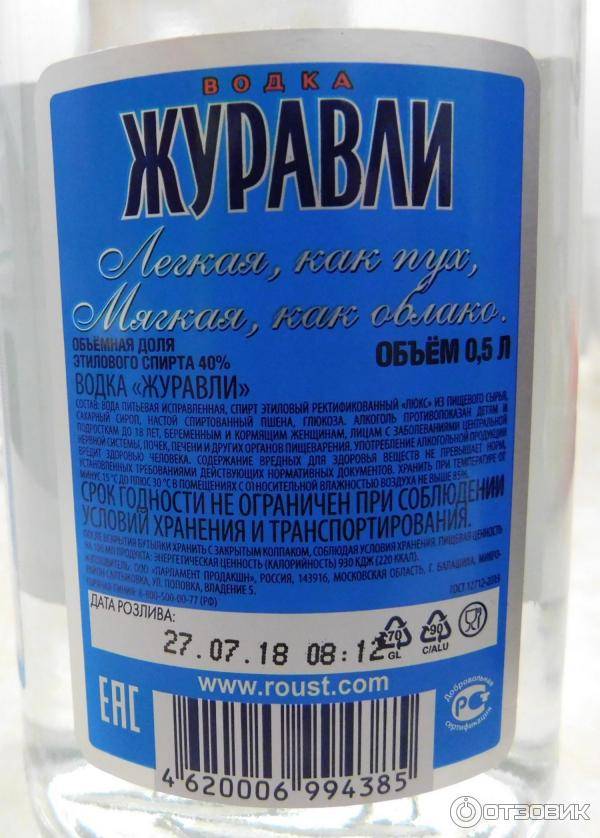 ВОДКА
ЖУРАВЛИ
Легкая, как пух,
Мягкая, как облако.
ОБЪЁМНАЯ ДОЛЯ
ЭТИЛОВОГО СПИРТА 40%
ОБЪЁМ 0,5 Л
ВОДКА «ЖУРАВЛИ»
СОСТАВ: ВОДА ПИТЬЕВАЯ ИСПРАВЛЕННАЯ, СПИРТ ЭТИЛОВЫЙ РЕКТИФИКОВАННЫЙ «ЛЮКС» ИЗ ПИЩЕВОГО СЫРЬЯ,
САХАРНЫЙ СИРОП, НАСТОЙ СПИРТОВАННЫЙ ПШЕНА, ГЛЮКОЗА. АЛКОГОЛЬ ПРОТИВОПОКАЗАН ДЕТЯМ И
ПОДРОСТКАМ ДО 18 ЛЕТ, БЕРЕМЕННЫМ И КОРМЯЩИМ ЖЕНЩИНАМ, ЛИЦАМ С ЗАБОЛЕВАНИЯМИ ЦЕНТРАЛЬНОЙ
НЕРВНОЙ СИСТЕМЫ, ПОЧЕК, ПЕЧЕНИ И ДРУГИХ ОРГАНОВ ПИЩЕВАРЕНИЯ. УПОТРЕБЛЕНИЕ АЛКОГОЛЬНОЙ ПРОДУКЦИИ
ВРЕДИТ ЗДОРОВЬЮ ЧЕЛОВЕКА. СОДЕРЖАНИЕ ВРЕДНЫХ ДЛЯ ЗДОРОВЬЯ ВЕЩЕСТВ НЕ ПРЕВЫШАЕТ НОРМ,
УСТАНОВЛЕННЫХ ТРЕБОВАНИЯМИ ДЕЙСТВУЮЩИХ НОРМАТИВНЫХ ДОКУМЕНТОВ. ХРАНИТЬ ПРИ ТЕМПЕРАТУРЕ ОТ
МИНУС 15 °C ДО ПЛЮС 30 °C В ПОМЕЩЕНИЯХ С ОТНОСИТЕЛЬНОЙ ВЛАЖНОСТЬЮ ВОЗДУХА НЕ ВЫШЕ 85%.
СРОК ГОДНОСТИ НЕ ОГРАНИЧЕН ПРИ СОБЛЮДЕНИИ
УСЛОВИЙ ХРАНЕНИЯ И ТРАНСПОРТИРОВАНИЯ.
ПОСЛЕ ВСКРЫТИЯ БУТЫЛКИ ХРАНИТЬ С ЗАКРЫТЫМ КОЛПАКОМ, СОБЛЮДАЯ УСЛОВИЯ ХРАНЕНИЯ. ПИЩЕВАЯ ЦЕННОСТЬ
НА 100 МЛ ПРОДУКТА: ЭНЕРГЕТИЧЕСКАЯ ЦЕННОСТЬ (КАЛОРИЙНОСТЬ) 930 КДЖ (220 ККАЛ).
ИЗГОТОВИТЕЛЬ: ООО «ПАРЛАМЕНТ ПРОДАКШН», РОССИЯ, 143916, МОСКОВСКАЯ ОБЛАСТЬ, Г. БАЛАШИХА, МИКРО-
РАЙОН САЛТЫКОВКА, УЛ. ПОПОВКА, ВЛАДЕНИЕ 5.
ГОРЯЧАЯ ЛИНИЯ: 8-800-500-00-77 (РФ)
ГОСТ 12712-2013
ДАТА РОЗЛИВА:
27.07.18 08:12
70
GL
90
C/ALU
www.roust.com
EAC
Добровольная
РСТ
сертификация
4 620006 994385
ОТЗОВИК